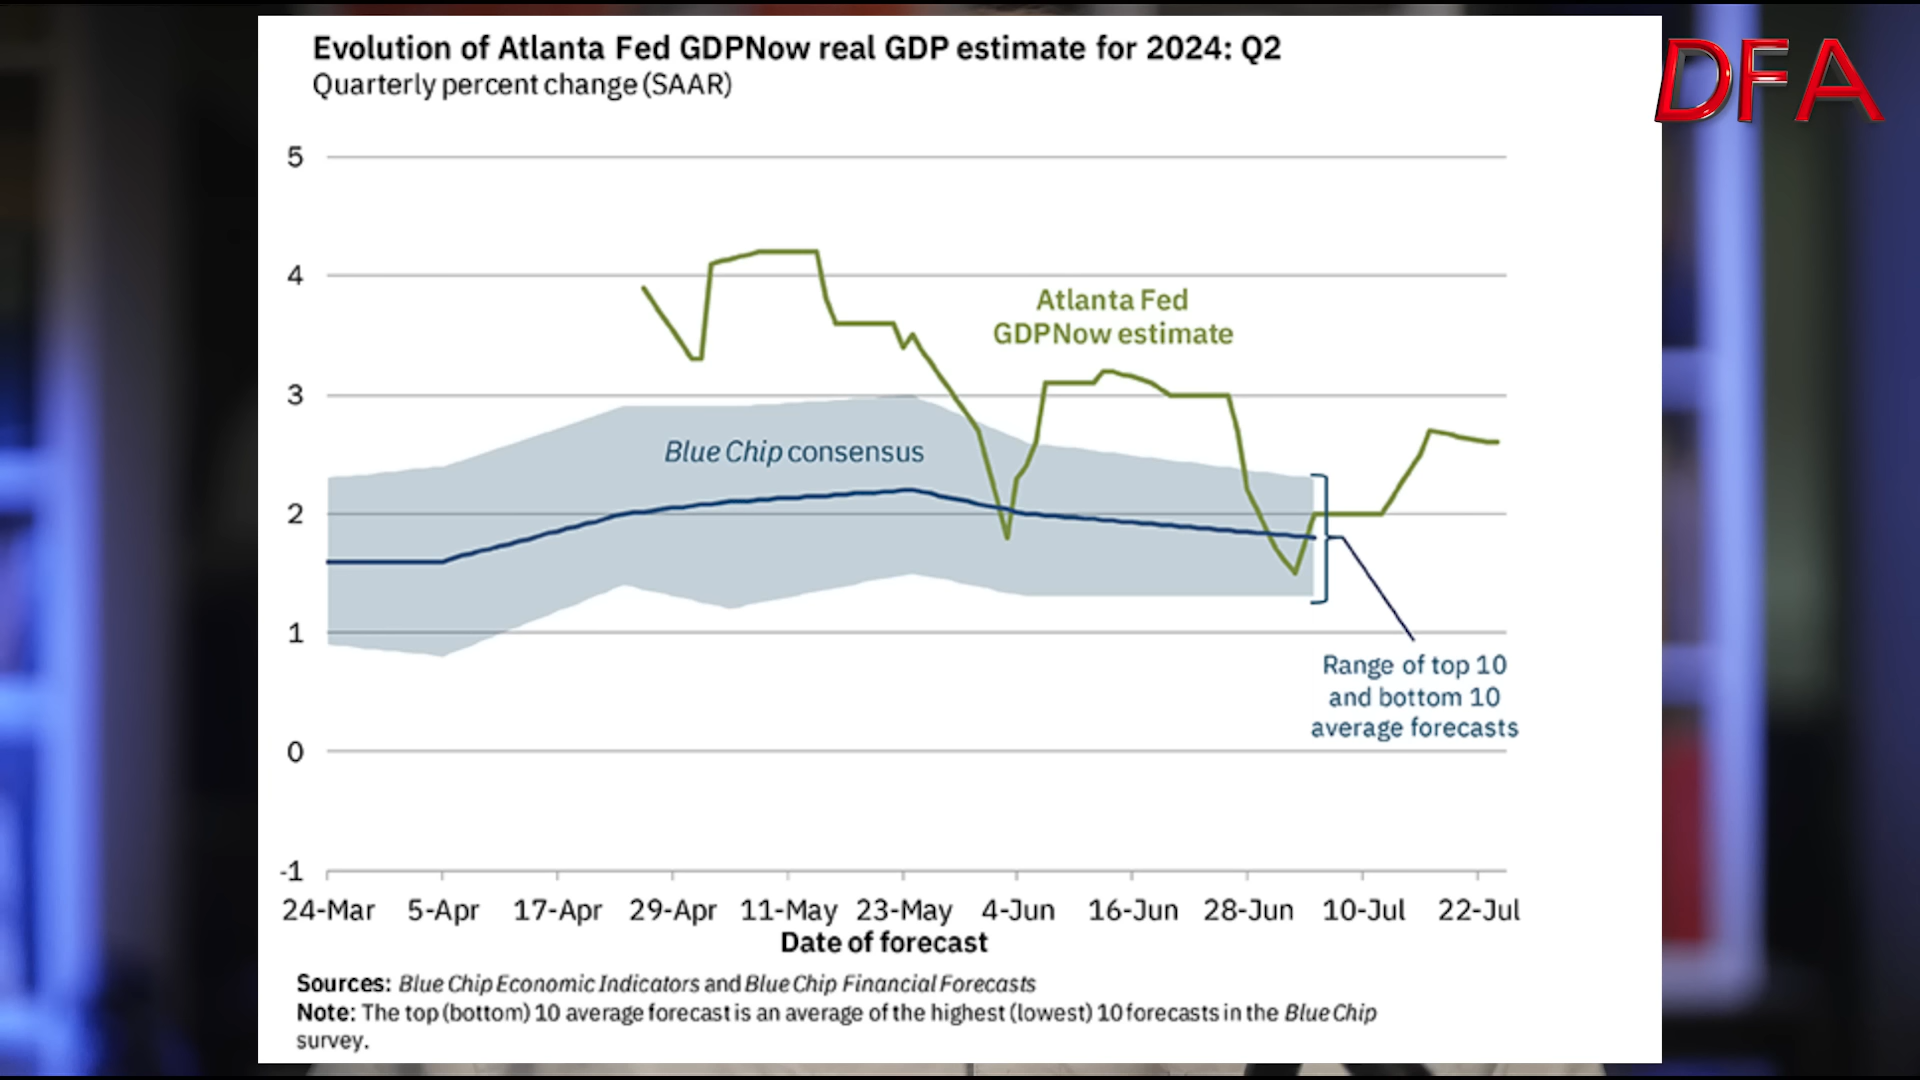 Evolution of Atlanta Fed GDPNow real GDP estimate for 2024: Q2
Quarterly percent change (SAAR)
DFA
5
4
3
2
1
0
-1
Atlanta Fed
GDPNow estimate
Blue Chip consensus
Range of top 10
and bottom 10
average forecasts
24-Mar 5-Apr 17-Apr 29-Apr 11-May 23-May 4-Jun 16-Jun 28-Jun 10-Jul 22-Jul
Date of forecast
Sources: Blue Chip Economic Indicators and Blue Chip Financial Forecasts
Note: The top (bottom) 10 average forecast is an average of the highest (lowest) 10 forecasts in the Blue Chip
survey.